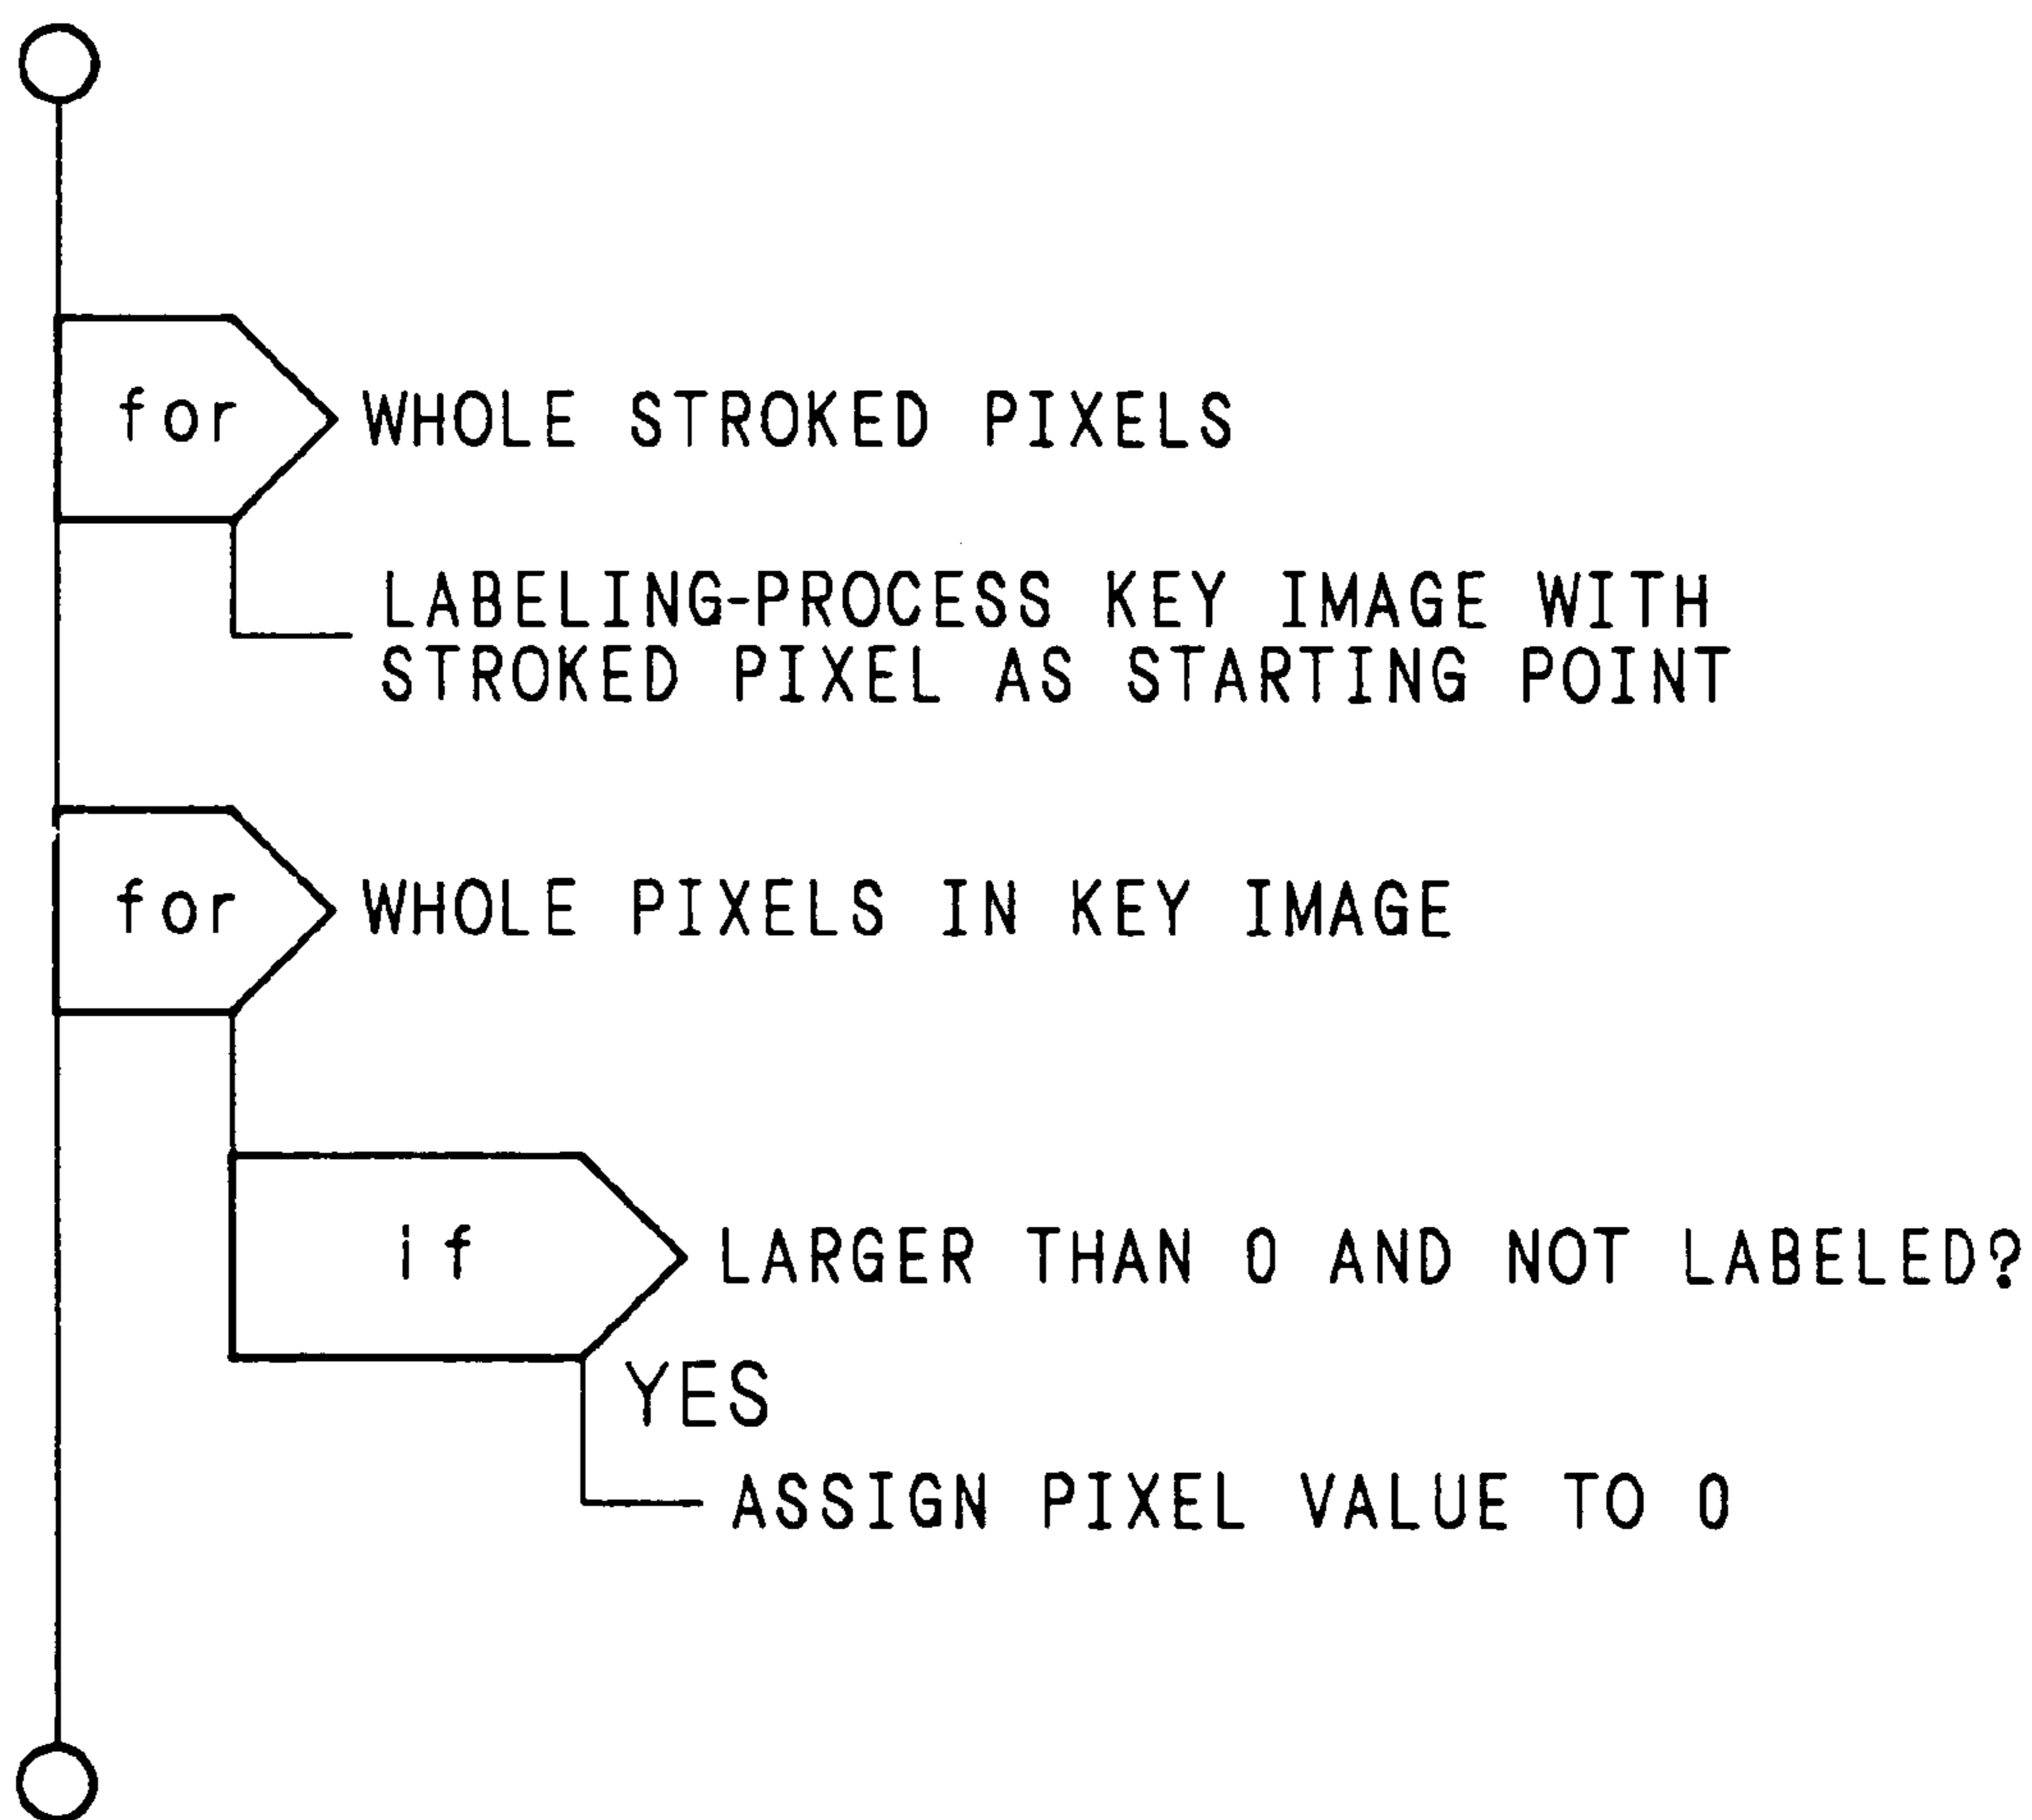 for WHOLE STROKED PIXELS
LABELING-PROCESS KEY IMAGE WITH
STROKED PIXEL AS STARTING POINT
for WHOLE PIXELS IN KEY IMAGE
if LARGER THAN 0 AND NOT LABELED?
YES
ASSIGN PIXEL VALUE TO 0